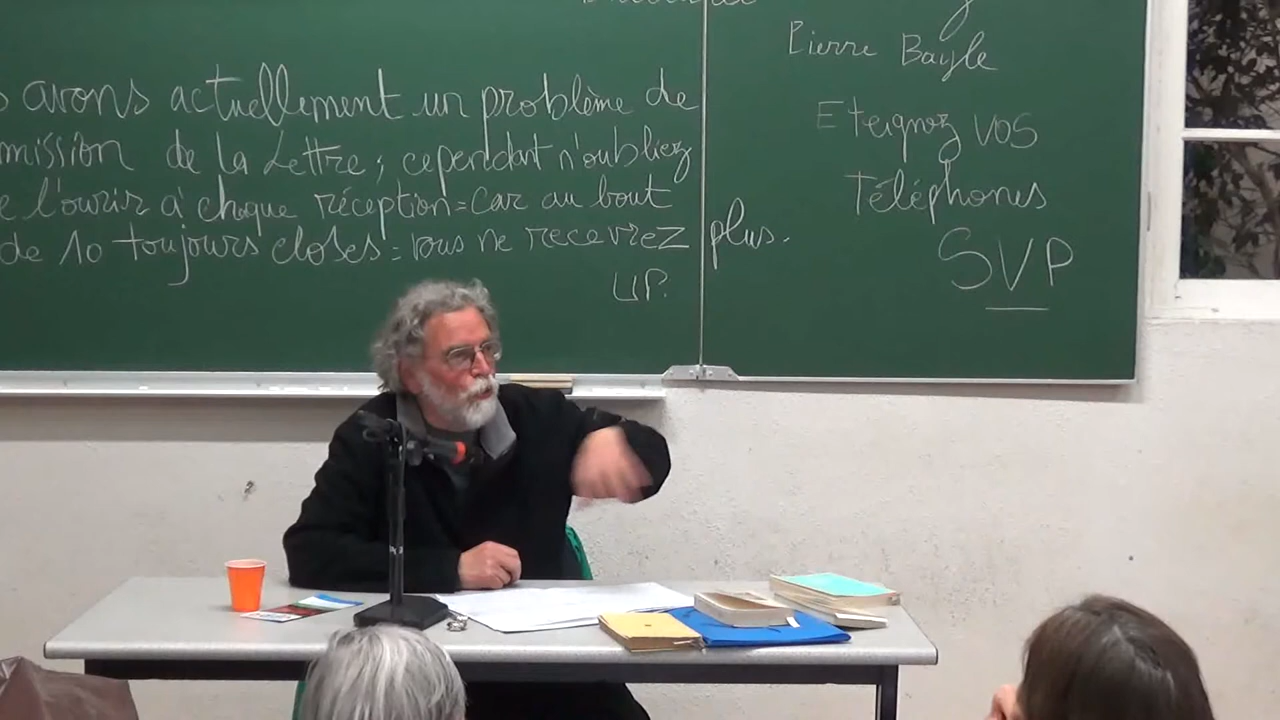 s avons actuellement un problème de
mission de la Lettre ; cependant n'oubliez
e l'ouvrir à chaque réception = car au bout
de 10 toujours closes = vous ne recevrez plus.
UP.
Pierre Bayle
Eteignez vos
Téléphones
SVP